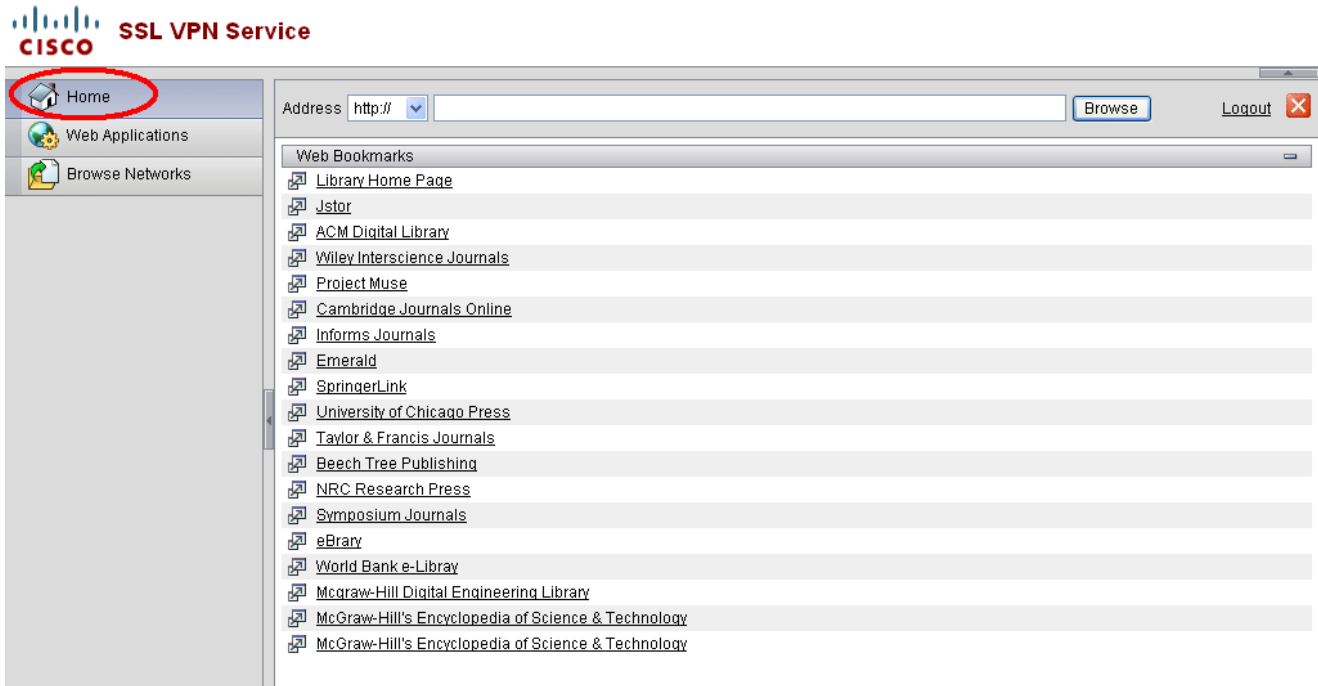 CISCO SSL VPN Service
Home
Web Applications
Browse Networks
Address http:// Browse Logout
Web Bookmarks
Library Home Page
Jstor
ACM Digital Library
Wiley Interscience Journals
Project Muse
Cambridge Journals Online
Informs Journals
Emerald
SpringerLink
University of Chicago Press
Taylor & Francis Journals
Beech Tree Publishing
NRC Research Press
Symposium Journals
eBrary
World Bank e-Libray
Mcgraw-Hill Digital Engineering Library
McGraw-Hill's Encyclopedia of Science & Technology
McGraw-Hill's Encyclopedia of Science & Technology